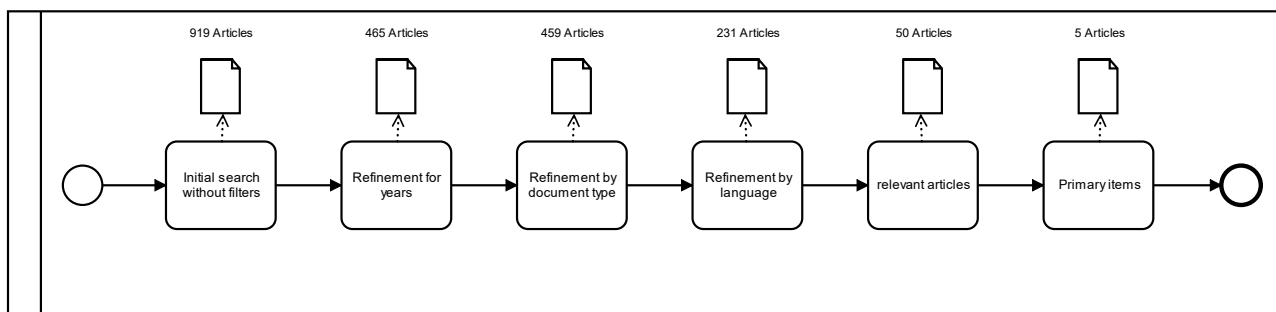 919 Articles
465 Articles
459 Articles
231 Articles
50 Articles
5 Articles
Initial search
without filters
Refinement for
years
Refinement by
document type
Refinement by
language
relevant articles
Primary items